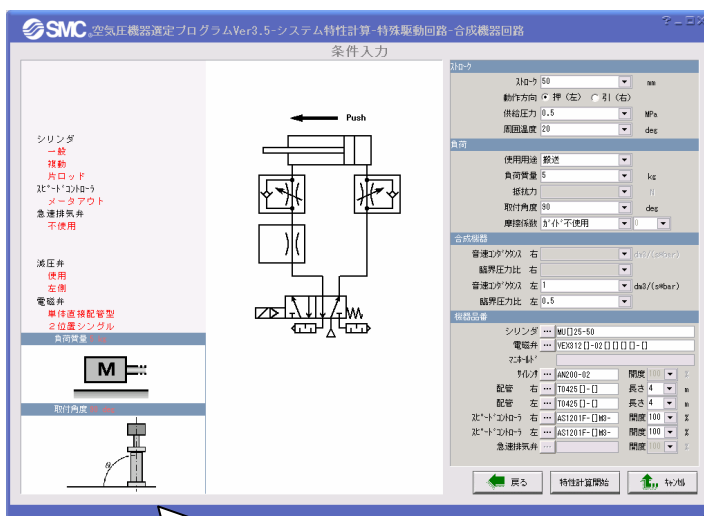 SMC 空気圧機器選定プログラムVer3.5-システム特性計算-特殊駆動回路-合成機器回路
? - × 
条件入力
シリンダ
一般
複動
片ロッド
スピードコントローラ
メータアウト
急速排気弁
不使用
減圧弁
使用
左側
電磁弁
単体直接配管型
2位置シングル
負荷質量
M
取付角度
θ
Push
ストローク
ストローク 50 mm
動作方向 押(左) 引(右)
供給圧力 0.5 MPa
周囲温度 20 deg
負荷
使用用途 搬送
負荷質量 5 kg
抵抗力 N
取付角度 90 deg
摩擦係数 ガイド不使用 0
合成機器
音速コンダクタンス 右 dm3/(s*bar)
臨界圧力比 右
音速コンダクタンス 左 1 dm3/(s*bar)
臨界圧力比 左 0.5
機器品番
シリンダ ... MU[]25-50
電磁弁 ... VEX312[]-02[][][][]-[]
マニホールド
サイレンサ ... AN200-02 開度 100 %
配管 右 ... T0425[]-[] 長さ 4 m
配管 左 ... T0425[]-[] 長さ 4 m
スピードコントローラ 右 ... AS1201F-[]M3- 開度 100 %
スピードコントローラ 左 ... AS1201F-[]M3- 開度 100 %
急速排気弁 ... 開度 100 %
戻る 特性計算開始 キャンセル